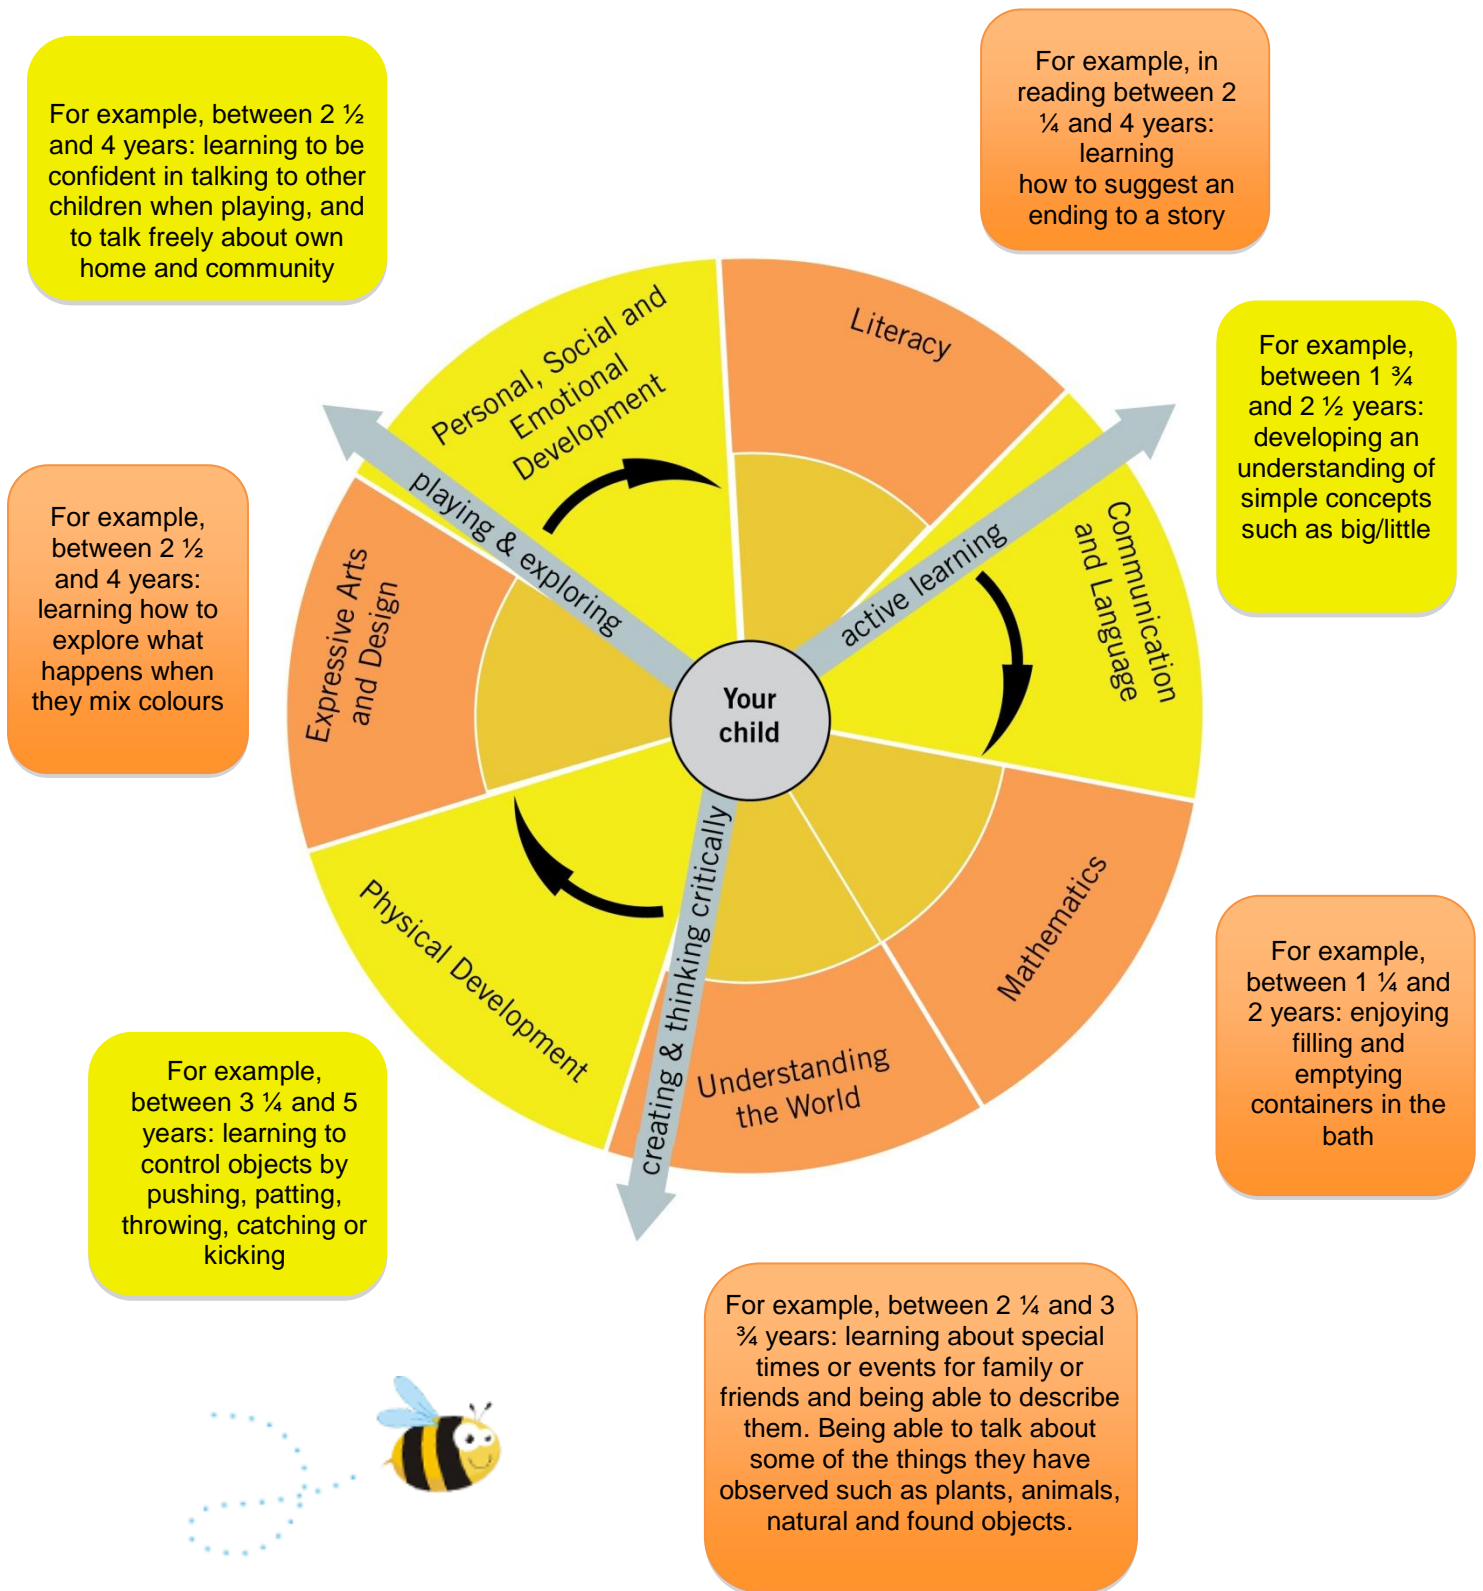 For example, between 2 ½
and 4 years: learning to be
confident in talking to other
children when playing, and
to talk freely about own
home and community
For example, in
reading between 2
¼ and 4 years:
learning
how to suggest an
ending to a story
For example,
between 1 ¾
and 2 ½ years:
developing an
understanding of
simple concepts
such as big/little
For example,
between 2 ½
and 4 years:
learning how to
explore what
happens when
they mix colours
Personal, Social and
Emotional
Development
Literacy
Communication
and Language
Expressive Arts
and Design
playing & exploring
active learning
Your
child
creating & thinking critically
Physical Development
Understanding
the World
Mathematics
For example,
between 1 ¼ and
2 years: enjoying
filling and
emptying
containers in the
bath
For example,
between 3 ¼ and 5
years: learning to
control objects by
pushing, patting,
throwing, catching or
kicking
For example, between 2 ¼ and 3
¾ years: learning about special
times or events for family or
friends and being able to describe
them. Being able to talk about
some of the things they have
observed such as plants, animals,
natural and found objects.